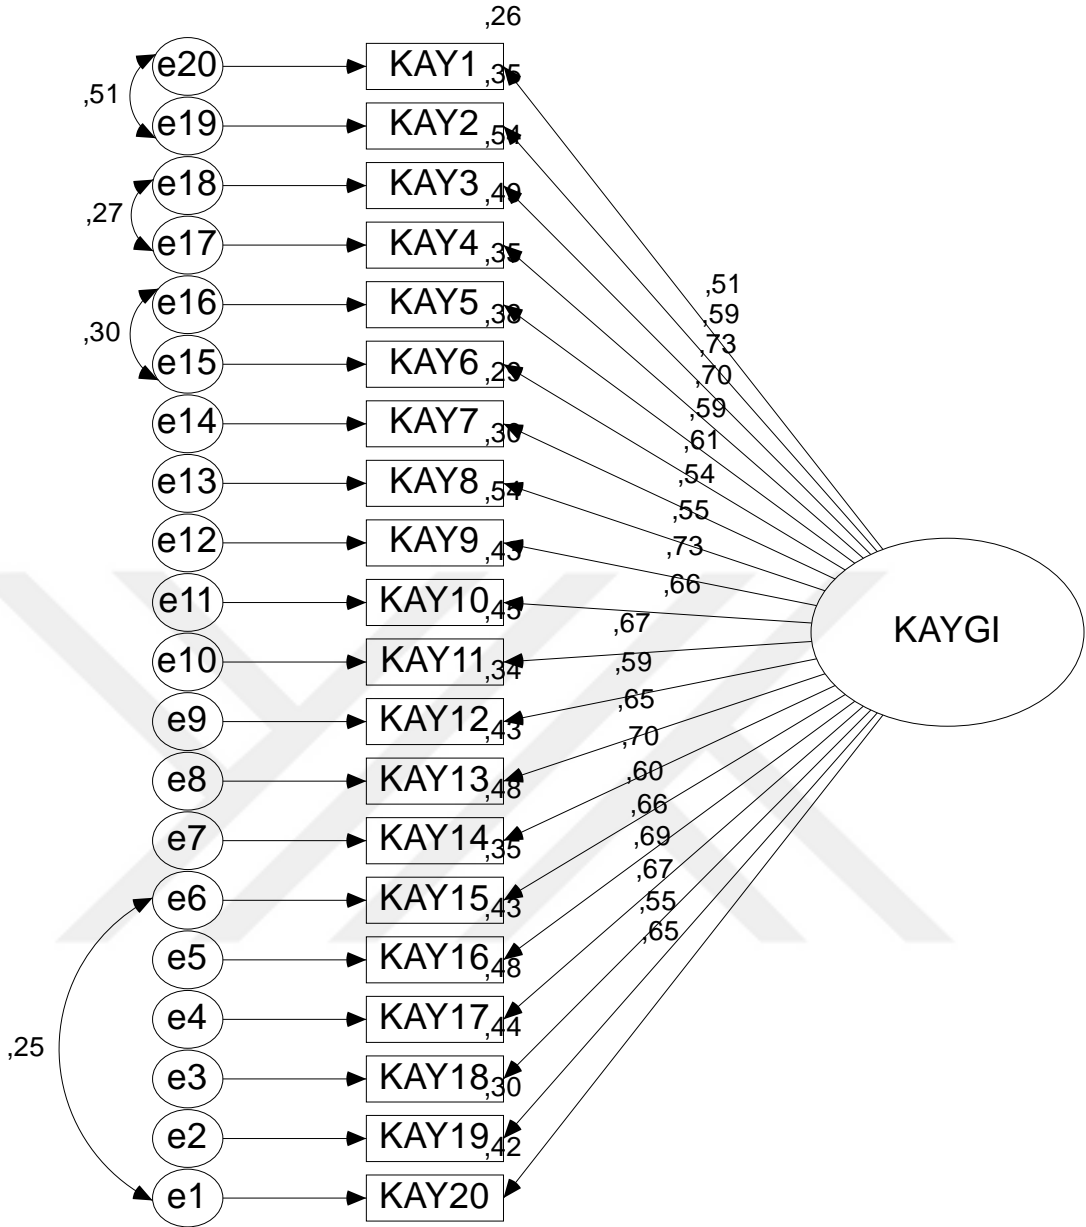 ,26
e20 KAY1 ,35
,51
e19 KAY2 ,54
e18 KAY3 ,49
,27
e17 KAY4 ,35
e16 KAY5 ,38
,30
e15 KAY6 ,29
e14 KAY7 ,30
e13 KAY8 ,54
e12 KAY9 ,43
e11 KAY10 ,45
e10 KAY11 ,34
e9 KAY12 ,43
e8 KAY13 ,48
e7 KAY14 ,35
e6 KAY15 ,43
e5 KAY16 ,48
e4 KAY17 ,44
,25
e3 KAY18 ,30
e2 KAY19 ,42
e1 KAY20
,51
,59
,73
,70
,59
,61
,54
,55
,73
,66
,67
,59
,65
,70
,60
,66
,69
,67
,55
,65
KAYGI